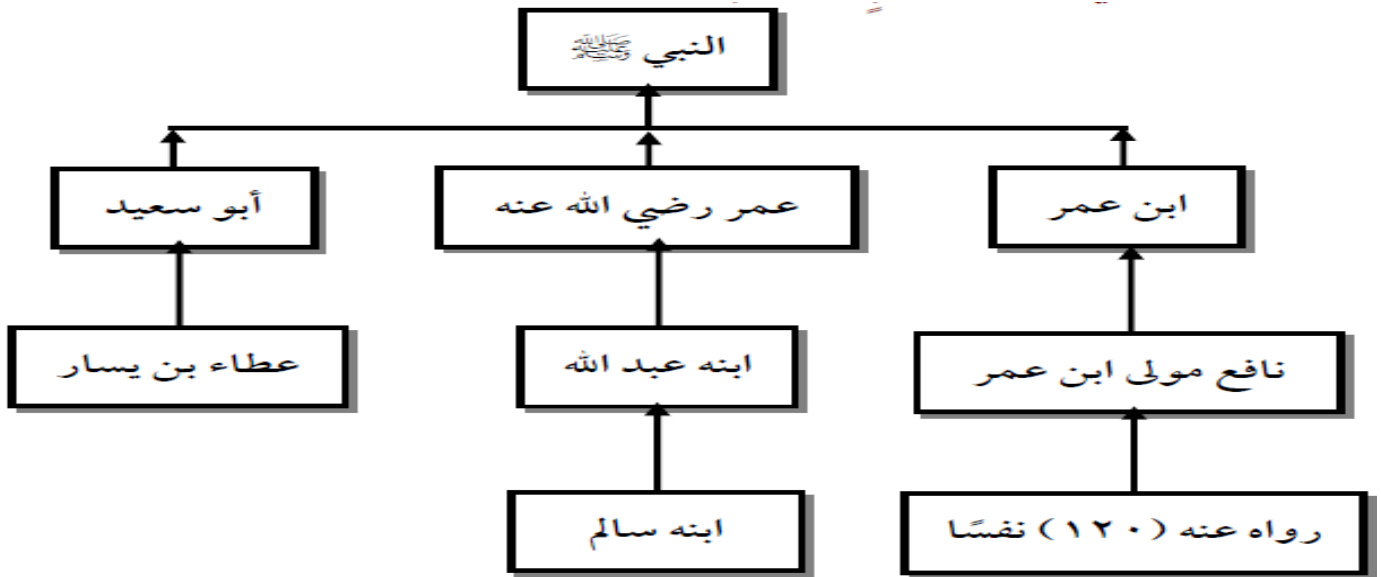 النبي ﷺ
ابن عمر
عمر رضي الله عنه
أبو سعيد
نافع مولى ابن عمر
ابنه عبد الله
عطاء بن يسار
رواه عنه (١٢٠) نفسًا
ابنه سالم